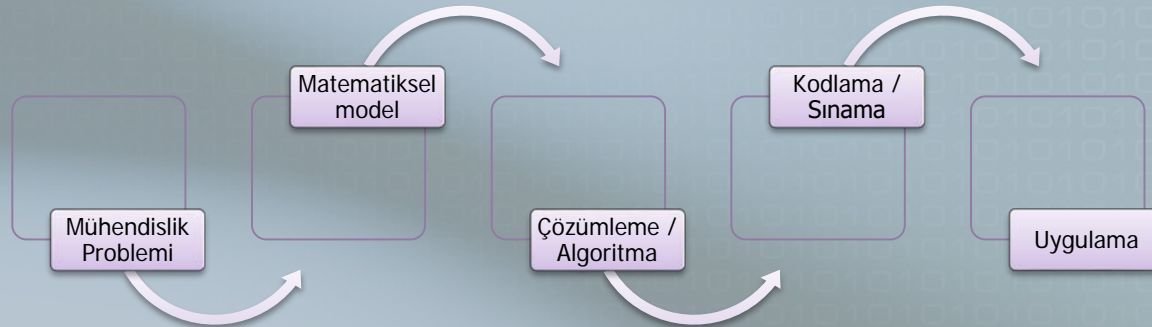 Mühendislik
Problemi
Matematiksel
model
Çözümleme /
Algoritma
Kodlama /
Sınama
Uygulama